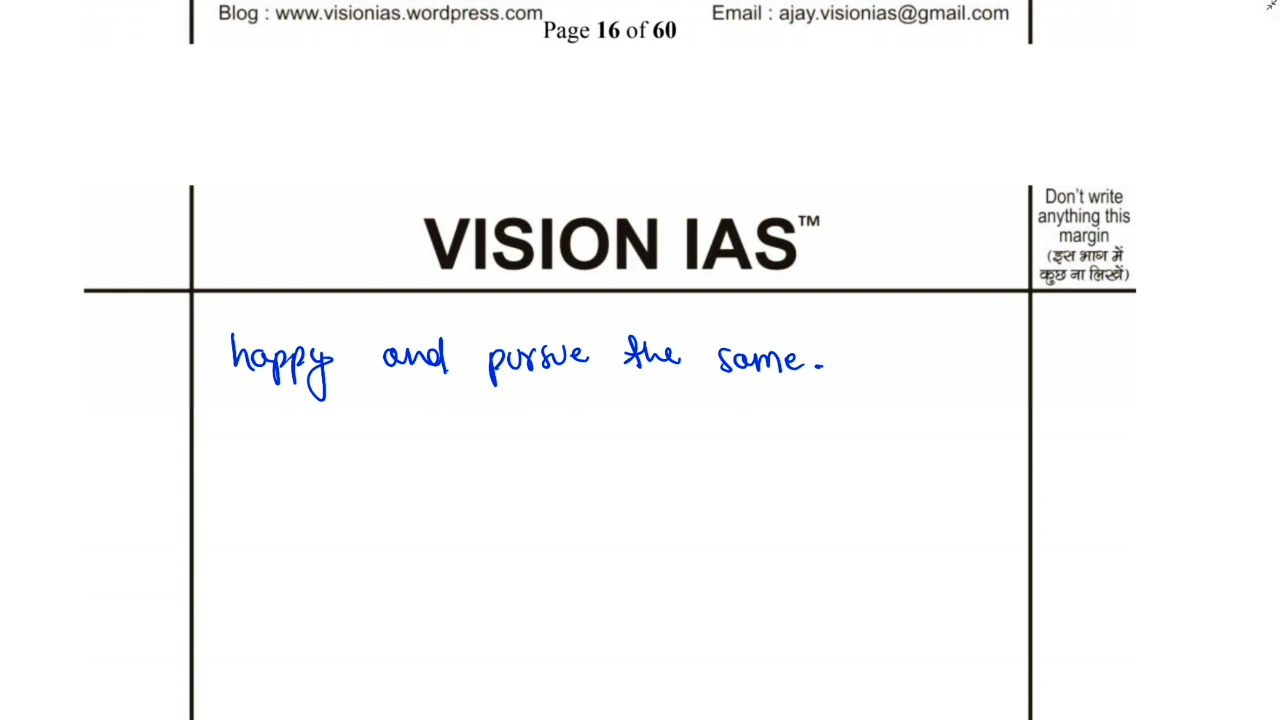 Blog : www.visionias.wordpress.com Email : ajay.visionias@gmail.com
Page 16 of 60
VISION IAS™
Don't write
anything this
margin
(इस भाग में
कुछ ना लिखें)
happy and pursue the same.